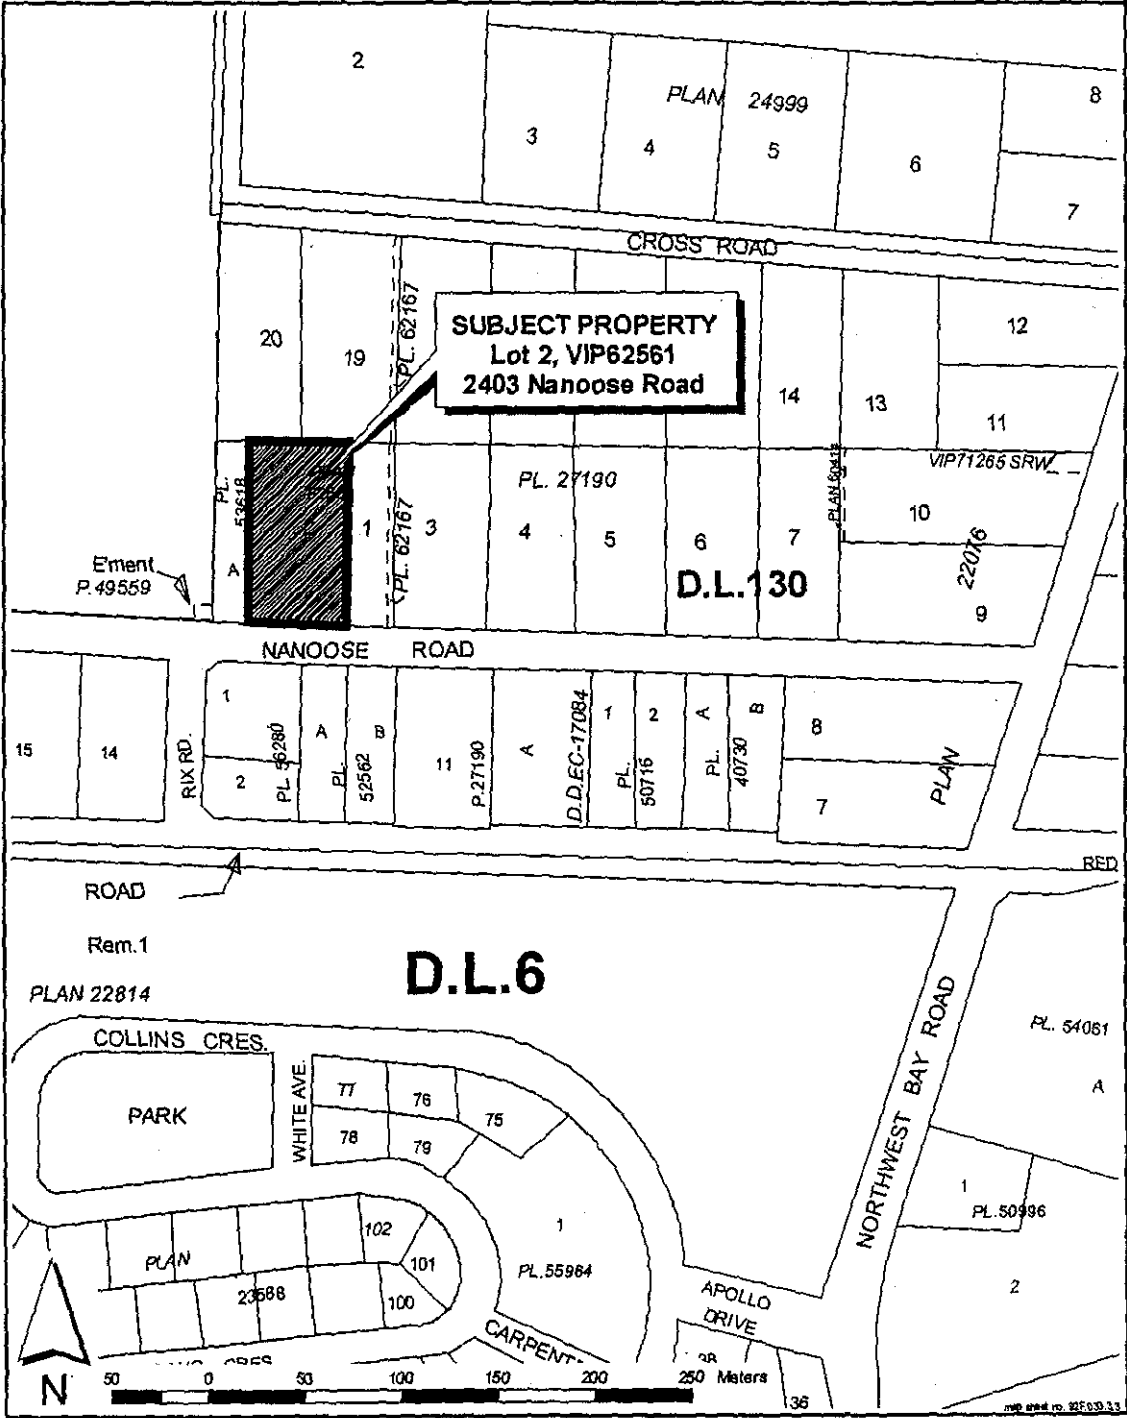 2
PLAN 24999
8
3
4
5
6
7
CROSS ROAD
20
19
PL. 62167
SUBJECT PROPERTY
Lot 2, VIP62561
2403 Nanoose Road
14
13
12
11
PL. 53618
A
1
PL. 62167
3
PL. 27190
4
5
6
7
VIP71265 SRW
10
22076
9
D.L.130
E'ment
P.49559
NANOOSE ROAD
15
14
RIX RD.
1
2
PL. 56280
A
PL.
B
52562
11
P.27190
A
D.D.EC-17084
1
PL.
2
50716
A
PL.
B
40730
8
7
PLAN
RED
ROAD
Rem.1
PLAN 22814
D.L.6
COLLINS CRES.
PARK
WHITE AVE.
77
76
75
78
79
NORTHWEST BAY ROAD
PL. 54061
A
1
PL.50996
2
1
PL.55964
PLAN
23588
102
101
100
APOLLO
DRIVE
CARPENT
CRES
36
N
50 0 50 100 150 200 250 Meters